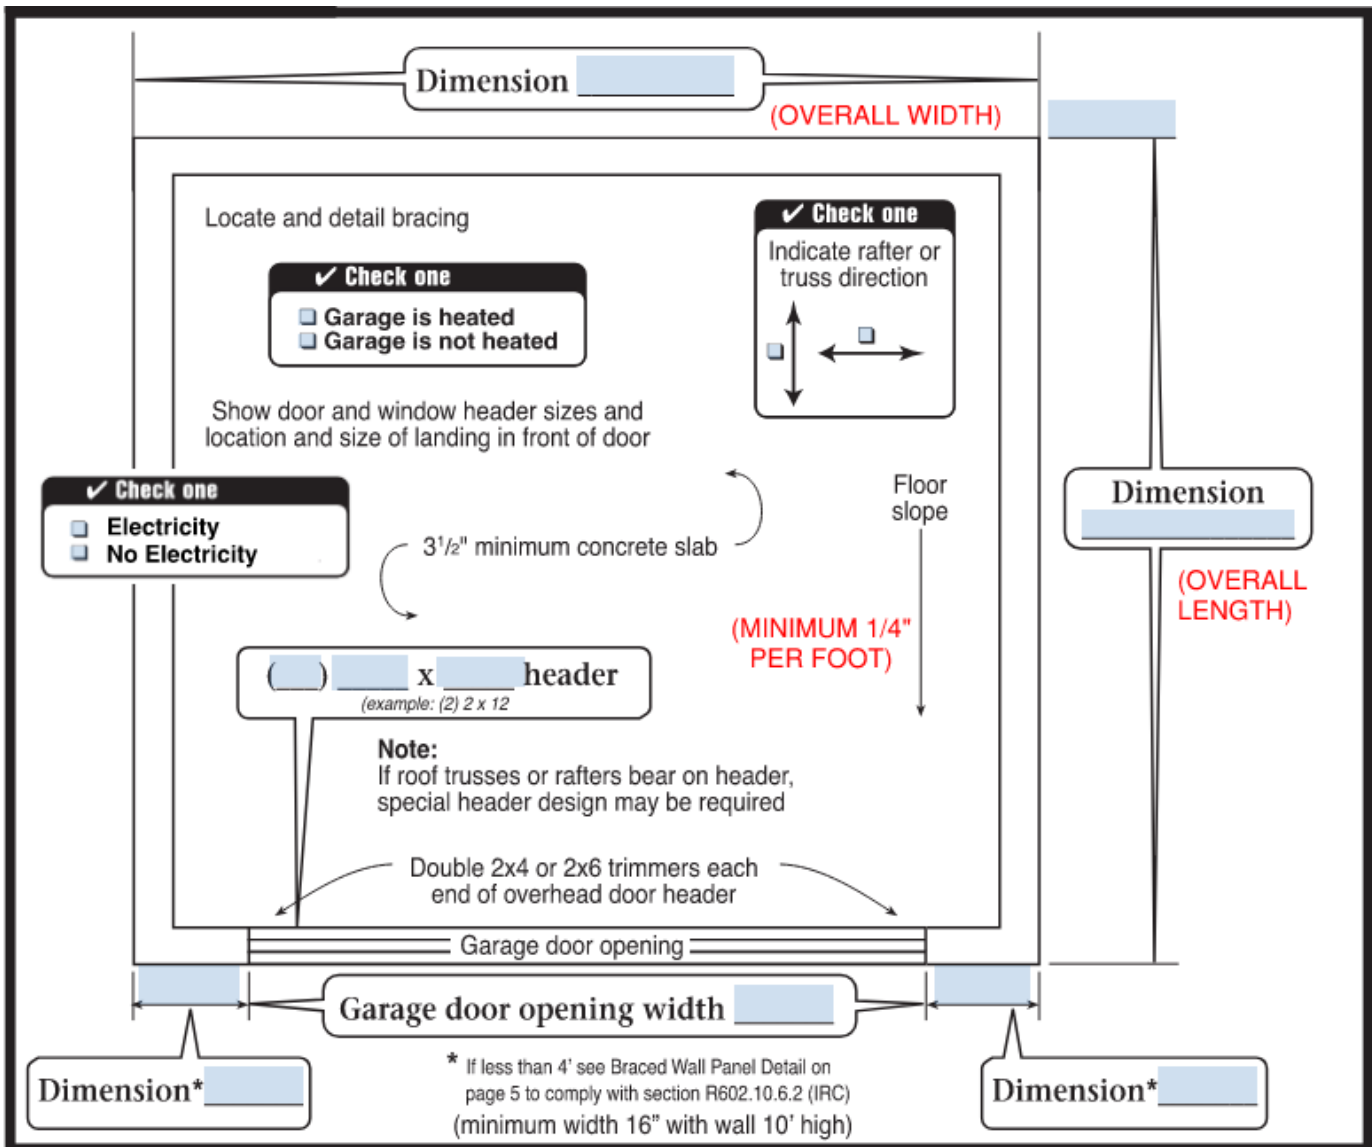 Dimension
(OVERALL WIDTH)
Locate and detail bracing
✔ Check one
Indicate rafter or
truss direction
✔ Check one
Garage is heated
Garage is not heated
Show door and window header sizes and
location and size of landing in front of door
✔ Check one
Electricity
No Electricity
Floor
slope
Dimension
(OVERALL
LENGTH)
3 1/2" minimum concrete slab
(MINIMUM 1/4"
PER FOOT)
(___) _____ x _____ header
(example: (2) 2 x 12
Note:
If roof trusses or rafters bear on header,
special header design may be required
Double 2x4 or 2x6 trimmers each
end of overhead door header
Garage door opening
Garage door opening width
Dimension*
Dimension*
* If less than 4' see Braced Wall Panel Detail on
page 5 to comply with section R602.10.6.2 (IRC)
(minimum width 16" with wall 10' high)